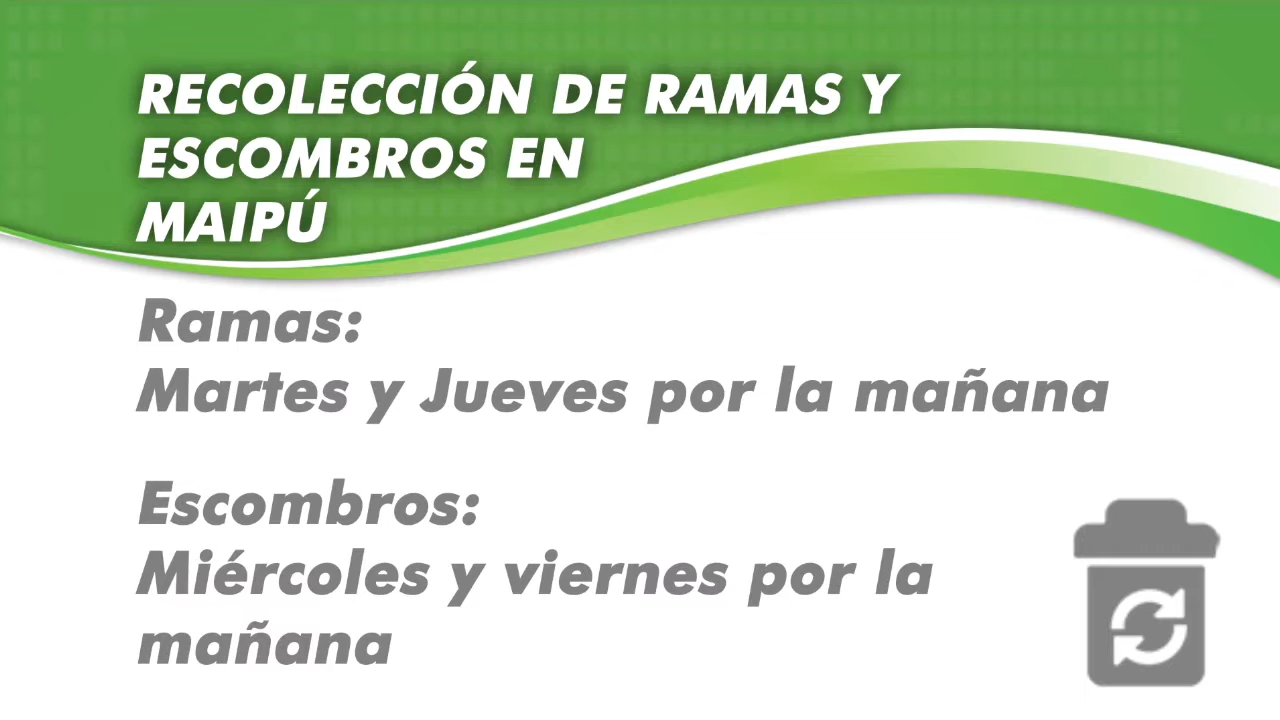 RECOLECCIÓN DE RAMAS Y
ESCOMBROS EN
MAIPÚ
Ramas:
Martes y Jueves por la mañana
Escombros:
Miércoles y viernes por la
mañana